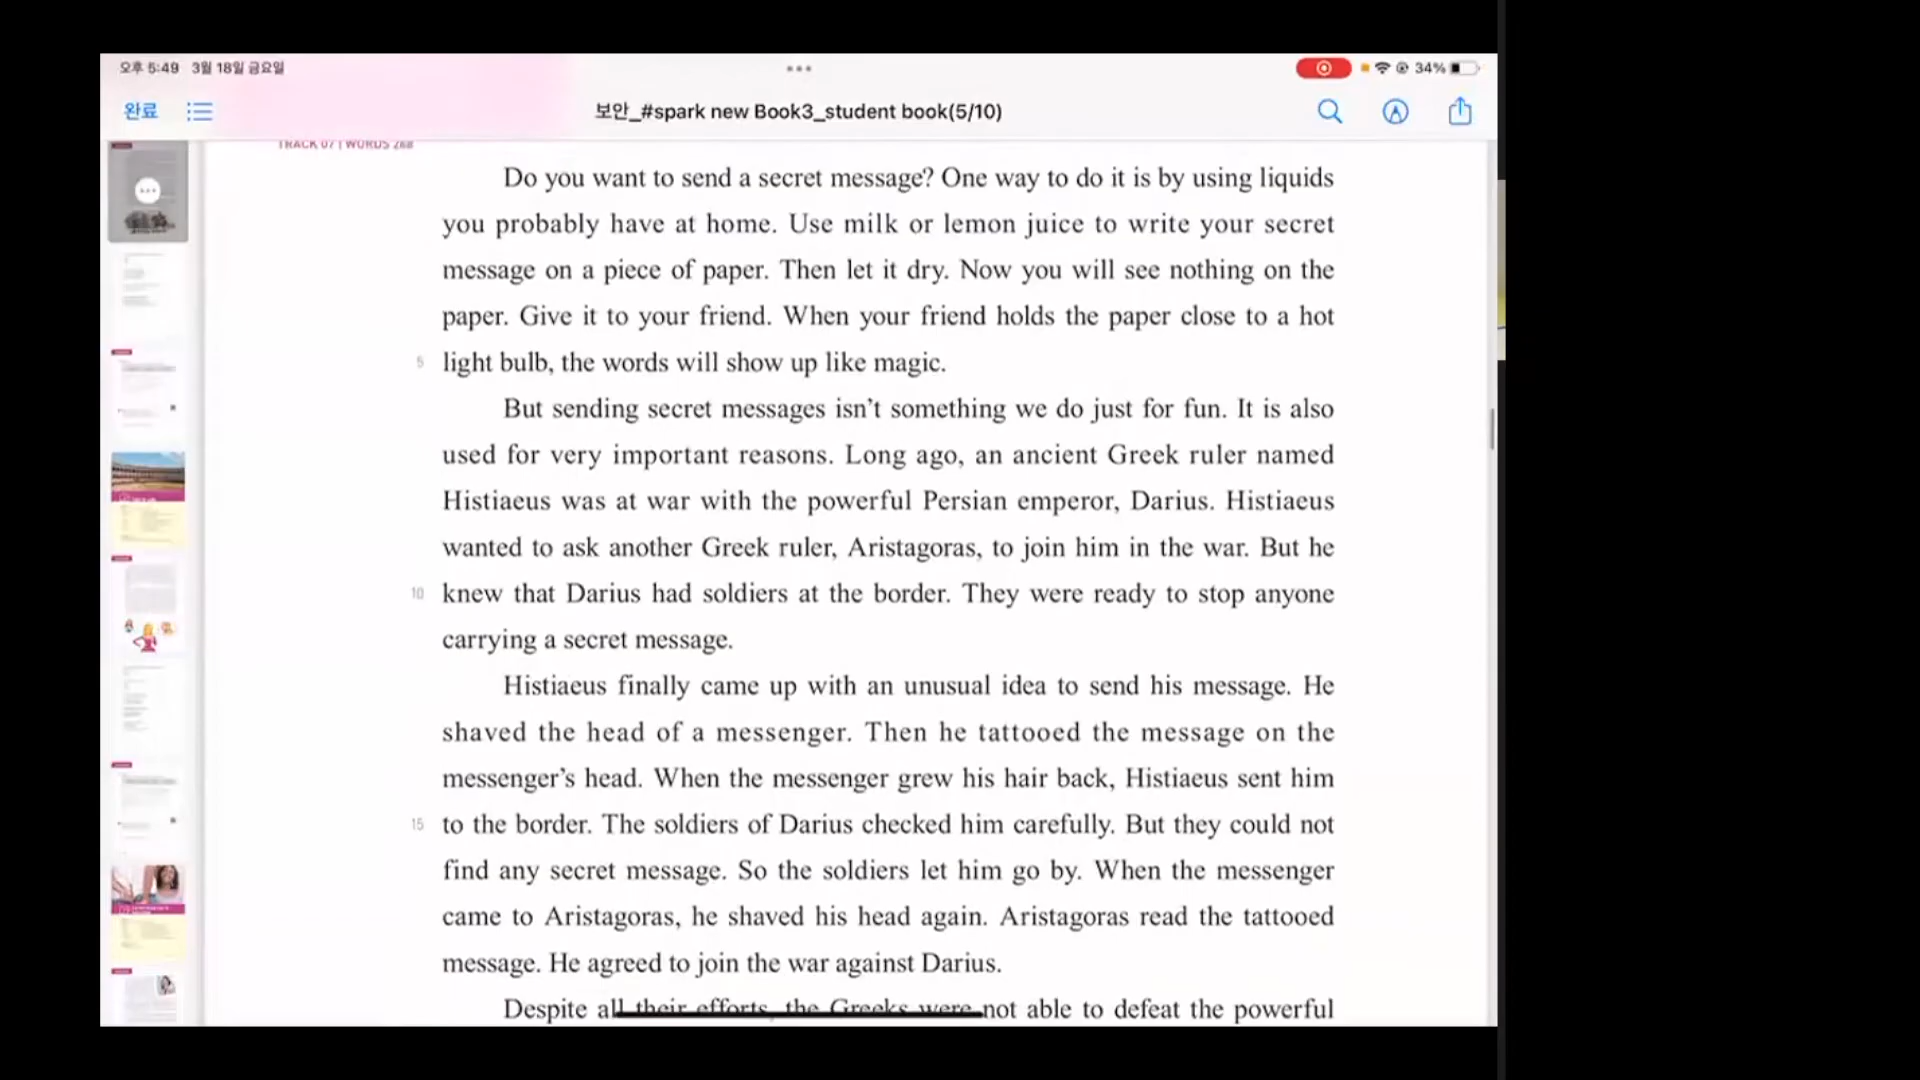 오후 5:49 3월 18일 금요일
34%
완료
보안_#spark new Book3_student book(5/10)
TRACK 07 | WORDS 288
Do you want to send a secret message? One way to do it is by using liquids
you probably have at home. Use milk or lemon juice to write your secret
message on a piece of paper. Then let it dry. Now you will see nothing on the
paper. Give it to your friend. When your friend holds the paper close to a hot
5 light bulb, the words will show up like magic.
But sending secret messages isn't something we do just for fun. It is also
used for very important reasons. Long ago, an ancient Greek ruler named
Histiaeus was at war with the powerful Persian emperor, Darius. Histiaeus
wanted to ask another Greek ruler, Aristagoras, to join him in the war. But he
10 knew that Darius had soldiers at the border. They were ready to stop anyone
carrying a secret message.
Histiaeus finally came up with an unusual idea to send his message. He
shaved the head of a messenger. Then he tattooed the message on the
messenger's head. When the messenger grew his hair back, Histiaeus sent him
15 to the border. The soldiers of Darius checked him carefully. But they could not
find any secret message. So the soldiers let him go by. When the messenger
came to Aristagoras, he shaved his head again. Aristagoras read the tattooed
message. He agreed to join the war against Darius.
Despite all their efforts, the Greeks were not able to defeat the powerful